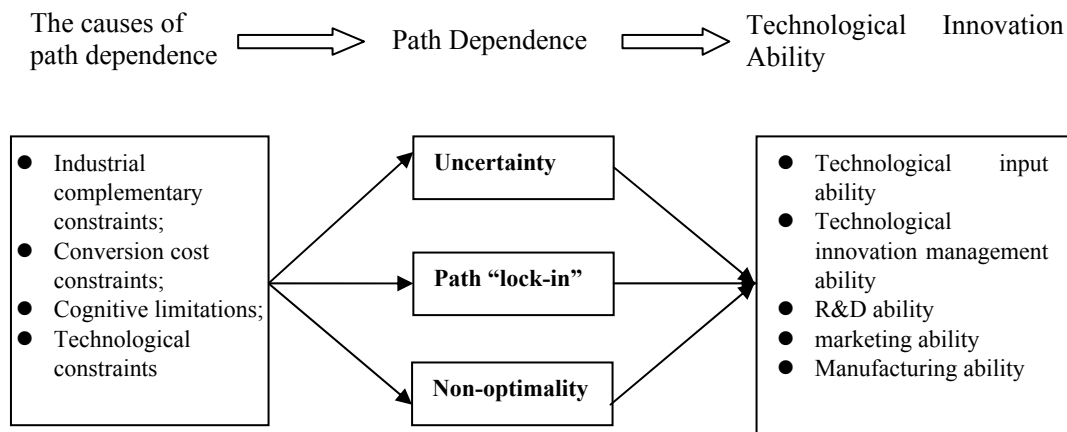 The causes of
path dependence
Path Dependence
Technological Innovation
Ability
● Industrial
complementary
constraints;
● Conversion cost
constraints;
● Cognitive limitations;
● Technological
constraints
Uncertainty
Path “lock-in”
Non-optimality
● Technological input
ability
● Technological
innovation management
ability
● R&D ability
● marketing ability
● Manufacturing ability